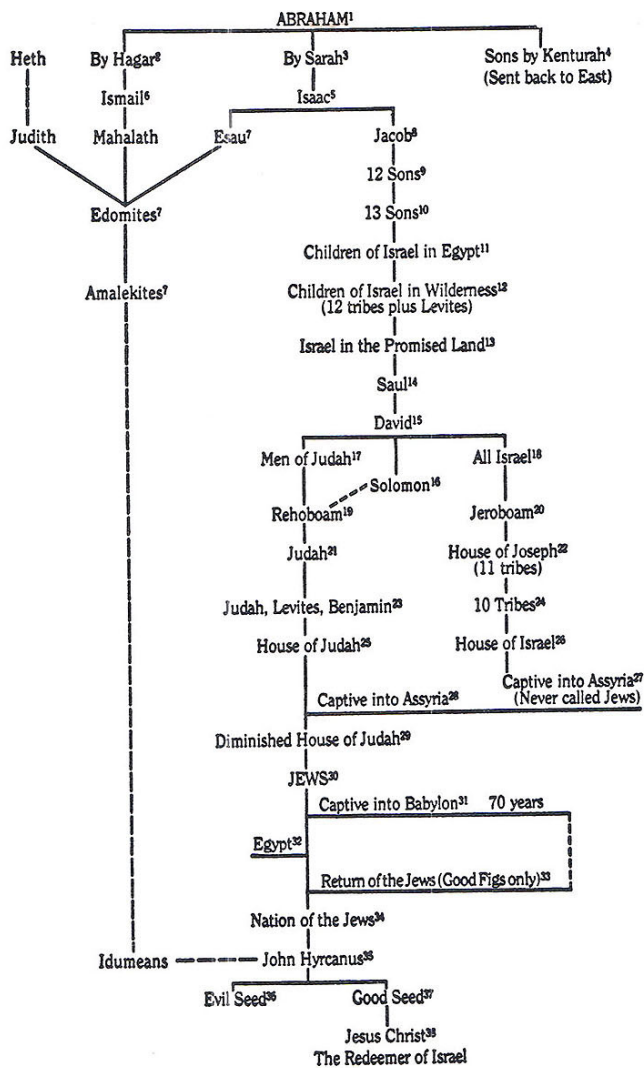 ABRAHAM¹
Heth
By Hagar²
By Sarah³
Sons by Kenturah⁴
(Sent back to East)
Ismail⁶
Isaac⁵
Judith
Mahalath
Esau⁷
Jacob⁸
12 Sons⁹
Edomites⁷
13 Sons¹⁰
Children of Israel in Egypt¹¹
Amalekites⁷
Children of Israel in Wilderness¹²
(12 tribes plus Levites)
Israel in the Promised Land¹³
Saul¹⁴
David¹⁵
Men of Judah¹⁷
Solomon¹⁶
All Israel¹⁸
Rehoboam¹⁹
Jeroboam²⁰
Judah²¹
House of Joseph²²
(11 tribes)
Judah, Levites, Benjamin²³
10 Tribes²⁴
House of Judah²⁵
House of Israel²⁶
Captive into Assyria²⁷
(Never called Jews)
Captive into Assyria²⁸
Diminished House of Judah²⁹
JEWS³⁰
Captive into Babylon³¹ 70 years
Egypt³²
Return of the Jews (Good Figs only)³³
Nation of the Jews³⁴
Idumeans
John Hyrcanus³⁵
Evil Seed³⁶
Good Seed³⁷
Jesus Christ³⁸
The Redeemer of Israel